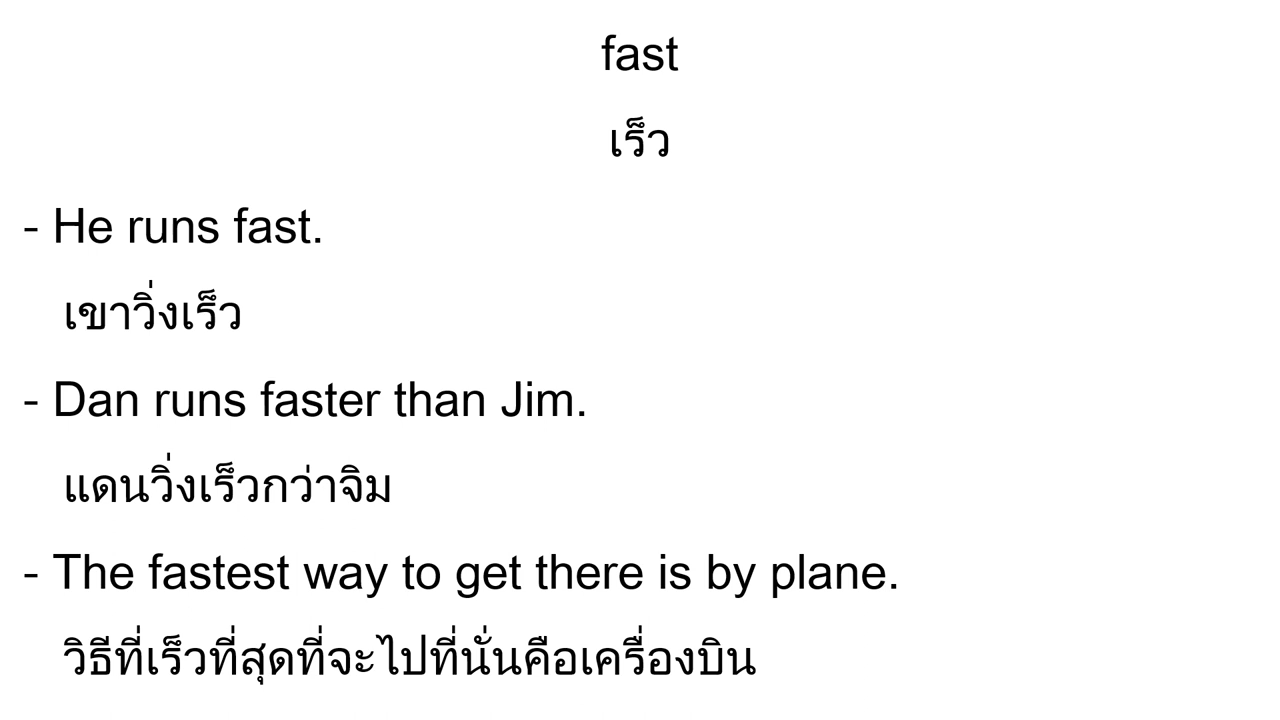 fast
เร็ว
- He runs fast.
เขาวิ่งเร็ว
- Dan runs faster than Jim.
แดนวิ่งเร็วกว่าจิม
- The fastest way to get there is by plane.
วิธีที่เร็วที่สุดที่จะไปที่นั่นคือเครื่องบิน